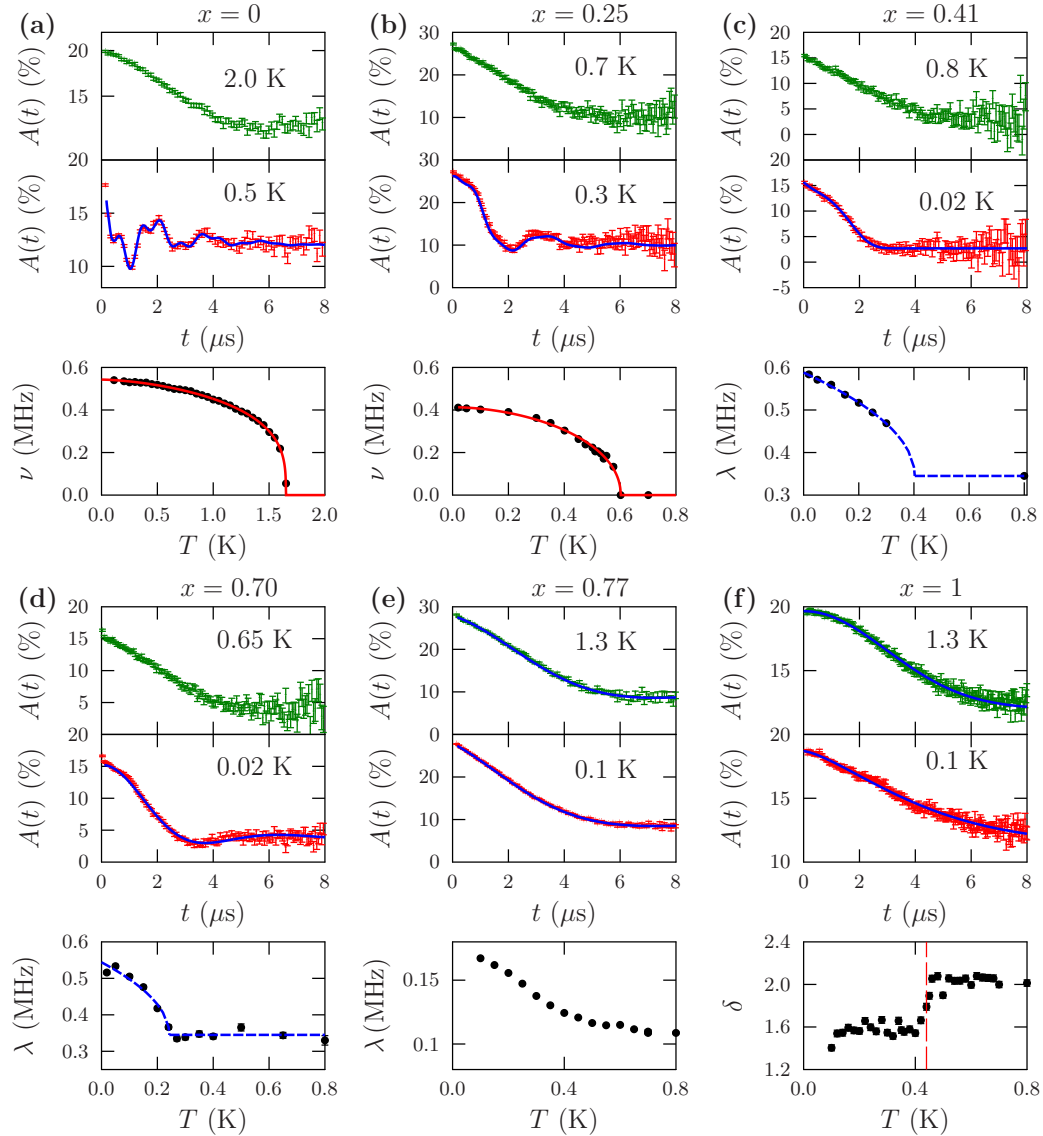 (a) x = 0
A(t) (%)
20
15
2.0 K
A(t) (%)
20
15
10
0.5 K
0 2 4 6 8
t (μs)
ν (MHz)
0.6
0.4
0.2
0.0
0.0 0.5 1.0 1.5 2.0
T (K)
(b) x = 0.25
A(t) (%)
30
20
10
0.7 K
A(t) (%)
30
20
10
0
0.3 K
0 2 4 6 8
t (μs)
ν (MHz)
0.6
0.4
0.2
0.0
0.0 0.2 0.4 0.6 0.8
T (K)
(c) x = 0.41
A(t) (%)
20
15
10
5
0
0.8 K
A(t) (%)
20
15
10
5
0
-5
0.02 K
0 2 4 6 8
t (μs)
λ (MHz)
0.6
0.5
0.4
0.3
0.0 0.2 0.4 0.6 0.8
T (K)
(d) x = 0.70
A(t) (%)
20
15
10
5
0.65 K
A(t) (%)
20
15
10
5
0
0.02 K
0 2 4 6 8
t (μs)
λ (MHz)
0.6
0.5
0.4
0.3
0.0 0.2 0.4 0.6 0.8
T (K)
(e) x = 0.77
A(t) (%)
30
20
10
1.3 K
A(t) (%)
20
10
0
0.1 K
0 2 4 6 8
t (μs)
λ (MHz)
0.15
0.1
0.0 0.2 0.4 0.6 0.8
T (K)
(f) x = 1
A(t) (%)
20
15
1.3 K
A(t) (%)
20
15
10
0.1 K
0 2 4 6 8
t (μs)
δ
2.4
2.0
1.6
1.2
0.0 0.4 0.8
T (K)